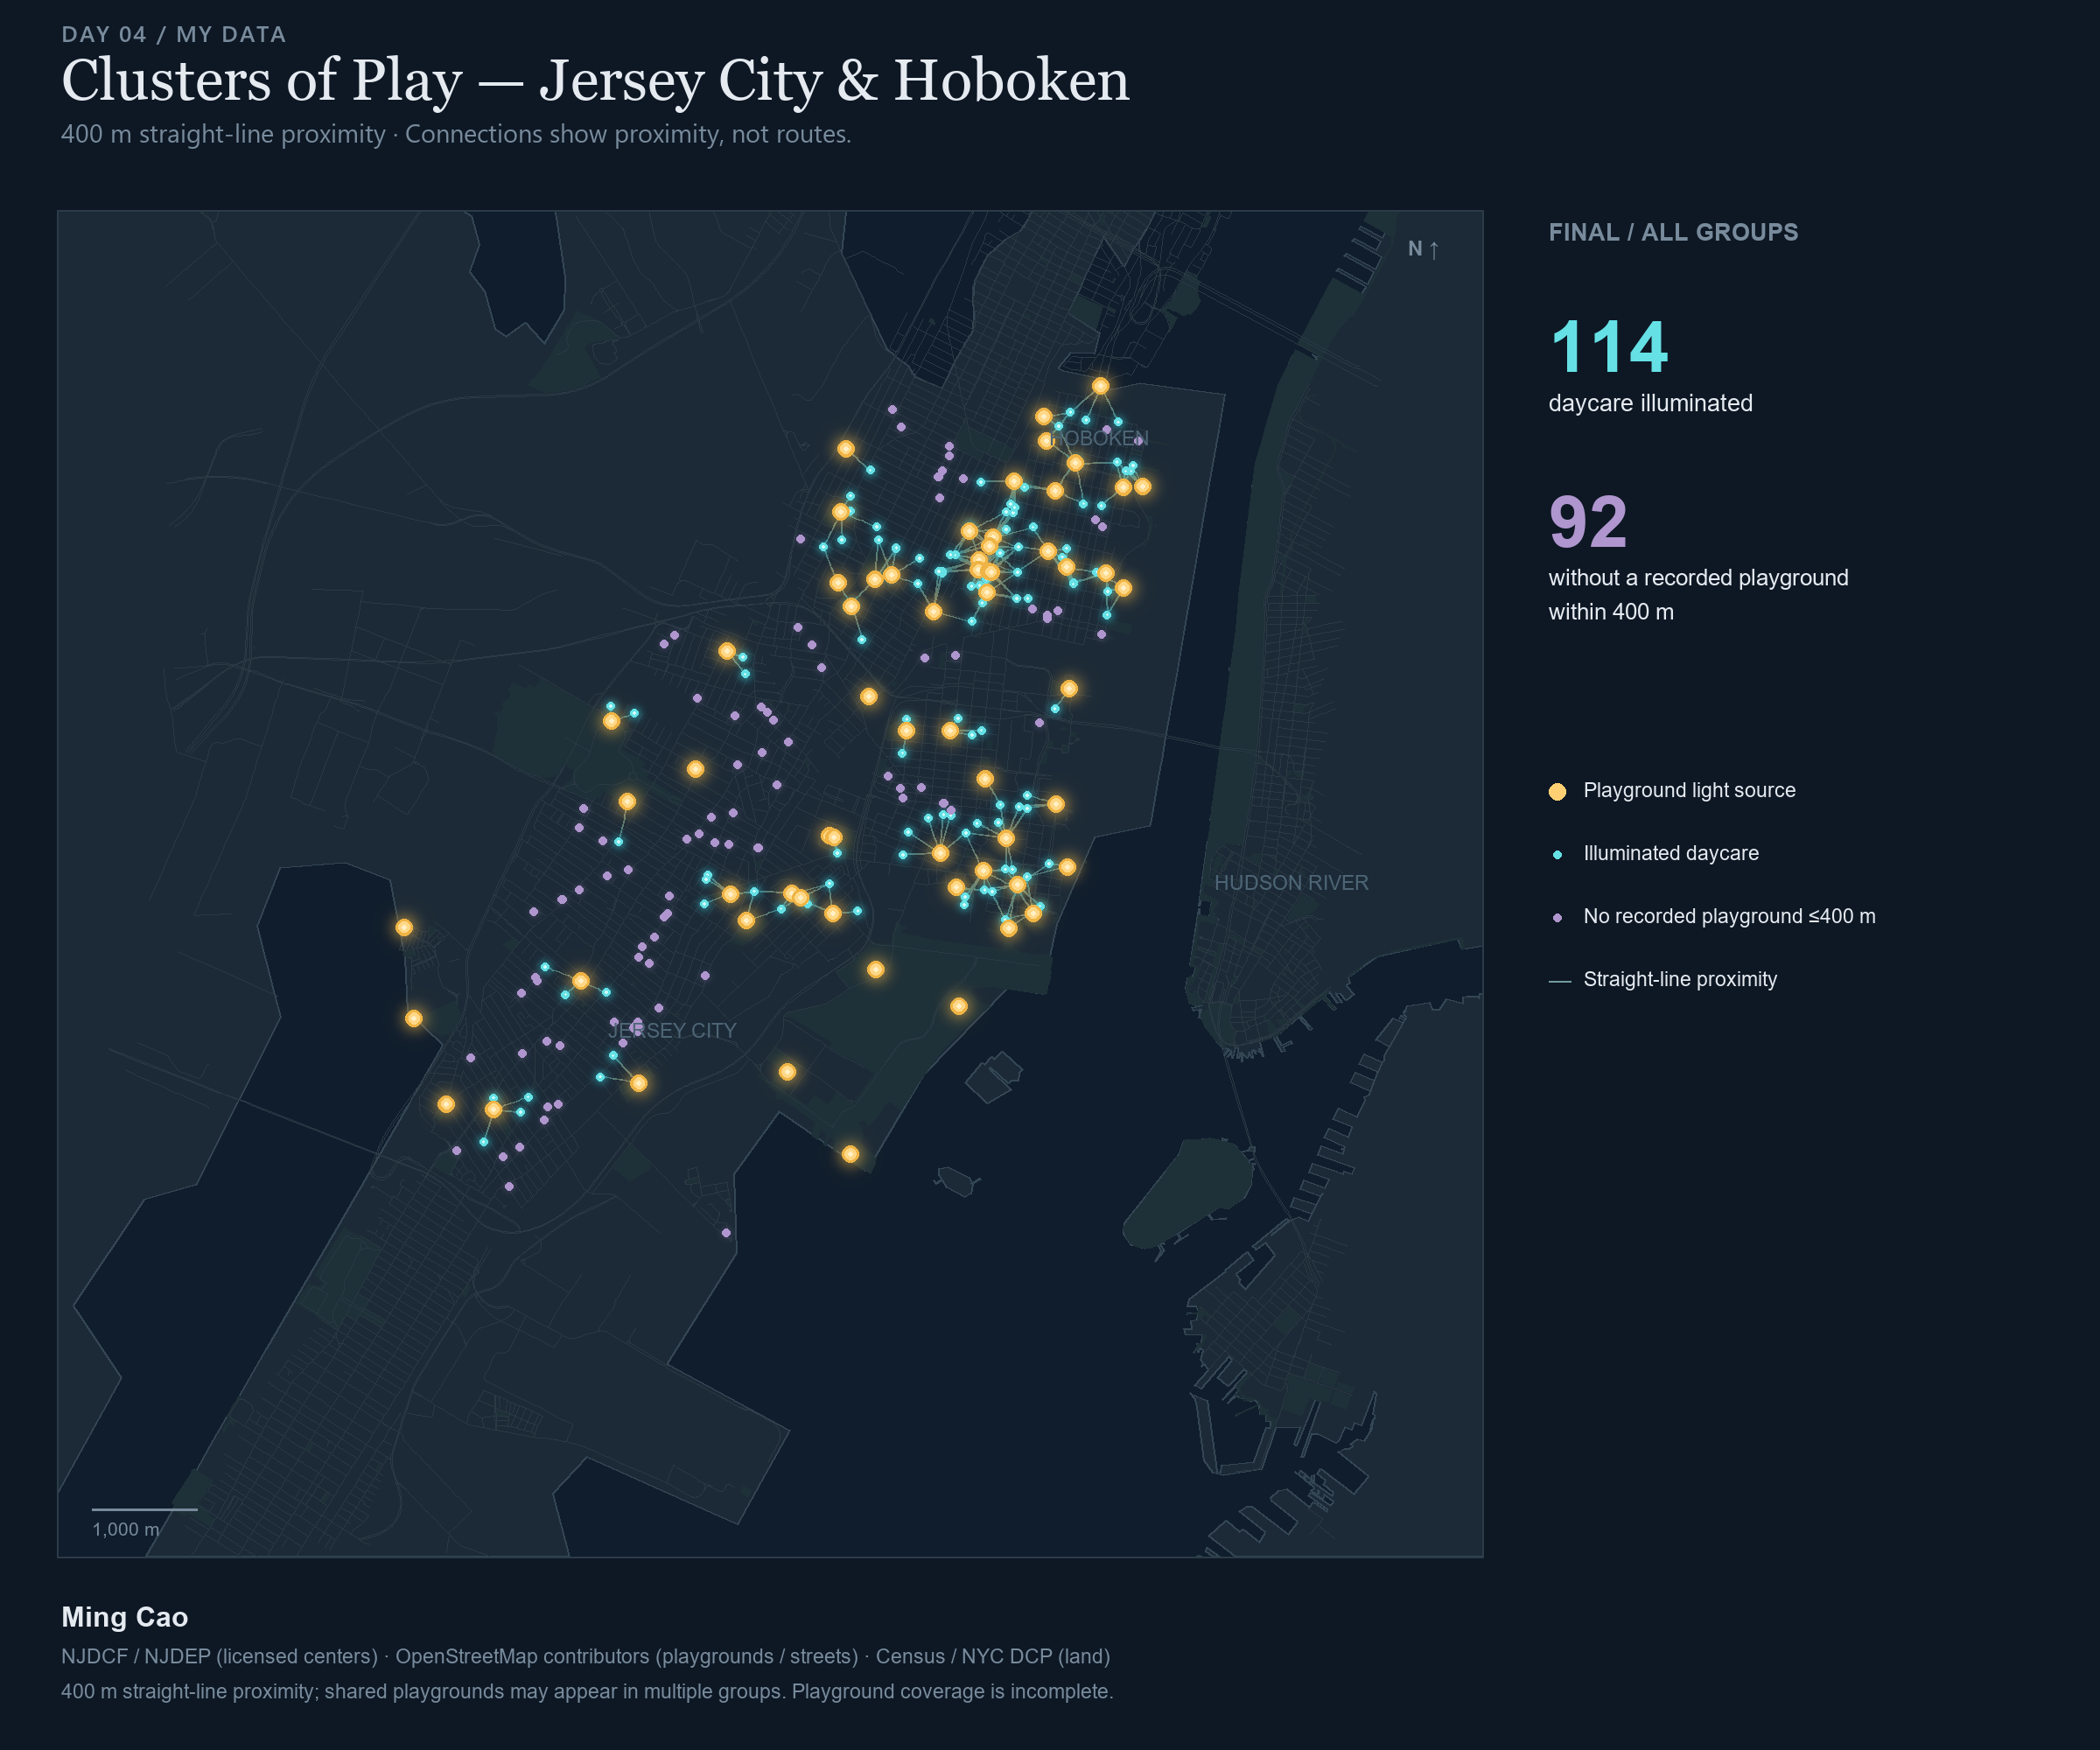 DAY 04 / MY DATA
Clusters of Play — Jersey City & Hoboken
400 m straight-line proximity · Connections show proximity, not routes.
N ↑
HOBOKEN
HUDSON RIVER
JERSEY CITY
1,000 m
FINAL / ALL GROUPS
114
daycare illuminated
92
without a recorded playground
within 400 m
Playground light source
Illuminated daycare
No recorded playground ≤400 m
Straight-line proximity
Ming Cao
NJDCF / NJDEP (licensed centers) · OpenStreetMap contributors (playgrounds / streets) · Census / NYC DCP (land)
400 m straight-line proximity; shared playgrounds may appear in multiple groups. Playground coverage is incomplete.